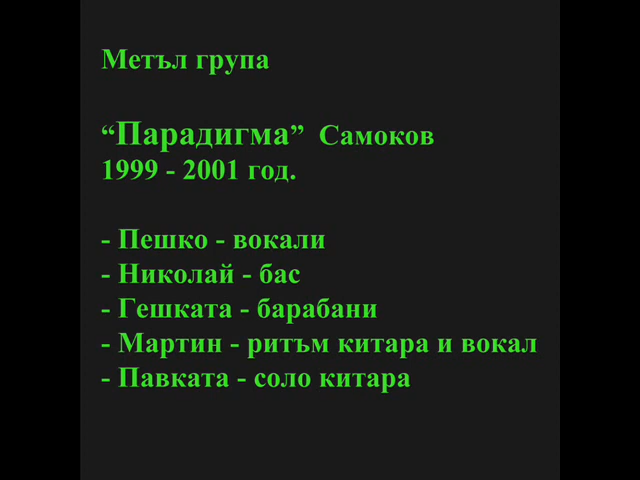 Метъл група
“Парадигма” Самоков
1999 - 2001 год.
- Пешко - вокали
- Николай - бас
- Гешката - барабани
- Мартин - ритъм китара и вокал
- Павката - соло китара